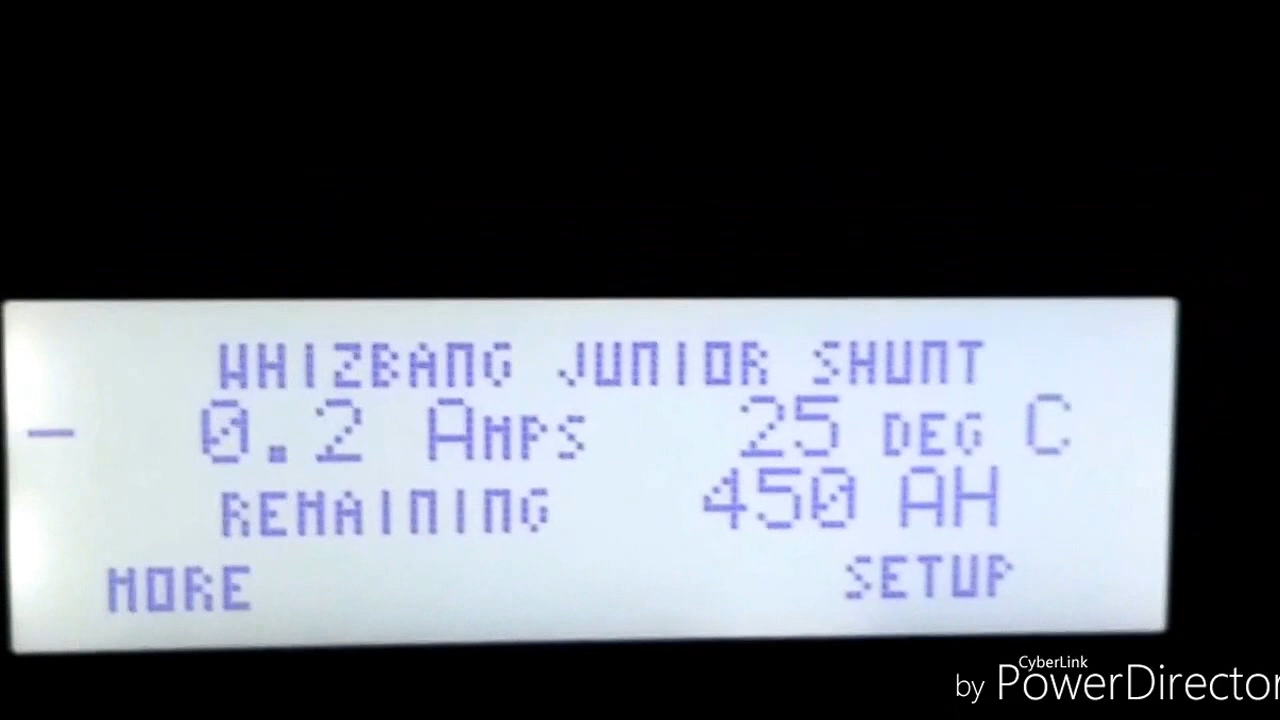 WHIZBANG JUNIOR SHUNT
- 0.2 AMPS 25 DEG C
REMAINING 450 AH
MORE SETUP
CyberLink
by PowerDirector